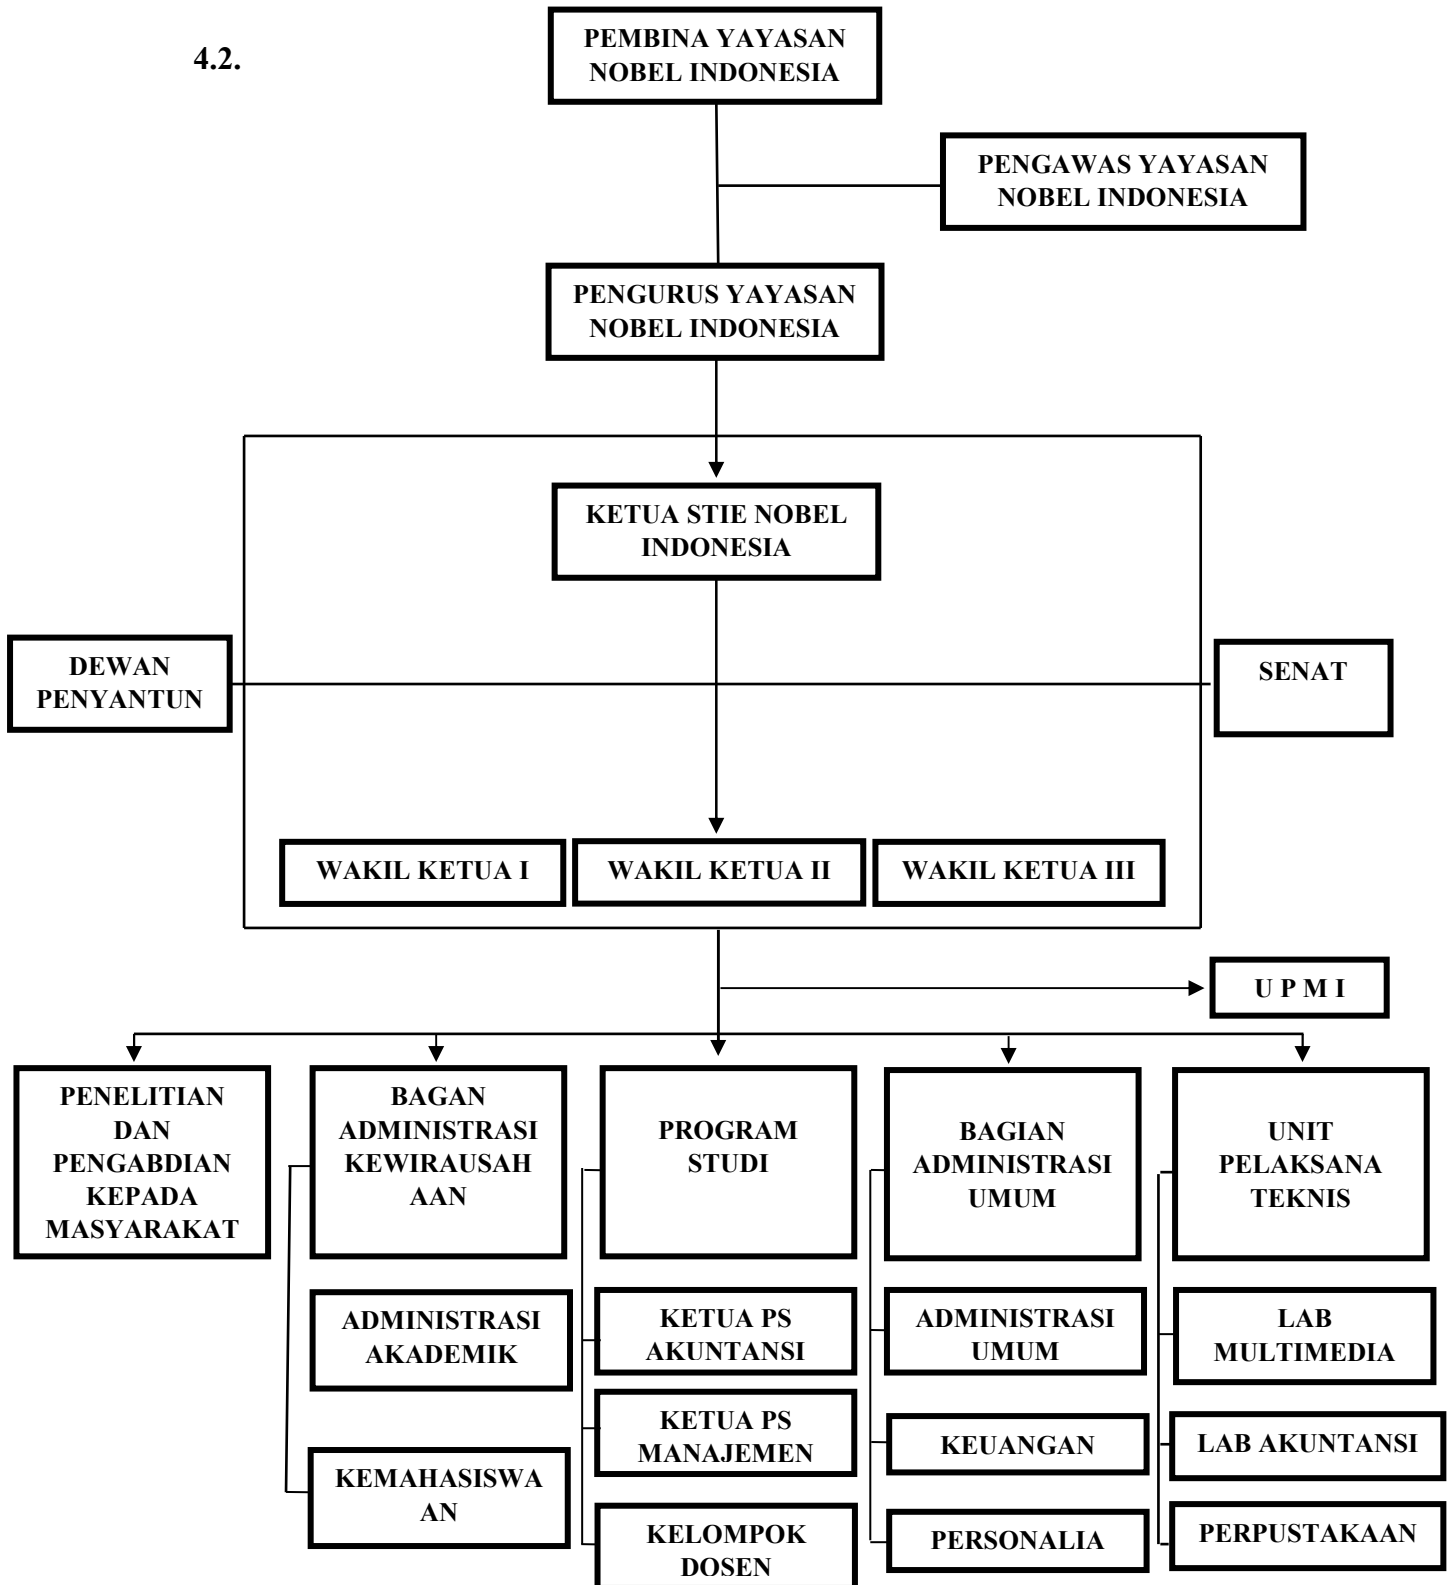 4.2.
PEMBINA YAYASAN
NOBEL INDONESIA
PENGAWAS YAYASAN
NOBEL INDONESIA
PENGURUS YAYASAN
NOBEL INDONESIA
KETUA STIE NOBEL
INDONESIA
DEWAN
PENYANTUN
SENAT
WAKIL KETUA I
WAKIL KETUA II
WAKIL KETUA III
U P M I
PENELITIAN
DAN
PENGABDIAN
KEPADA
MASYARAKAT
BAGAN
ADMINISTRASI
KEWIRAUSAH
AAN
PROGRAM
STUDI
BAGIAN
ADMINISTRASI
UMUM
UNIT
PELAKSANA
TEKNIS
ADMINISTRASI
AKADEMIK
KETUA PS
AKUNTANSI
ADMINISTRASI
UMUM
LAB
MULTIMEDIA
KETUA PS
MANAJEMEN
KEUANGAN
LAB AKUNTANSI
KEMAHASISWA
AN
KELOMPOK
DOSEN
PERSONALIA
PERPUSTAKAAN